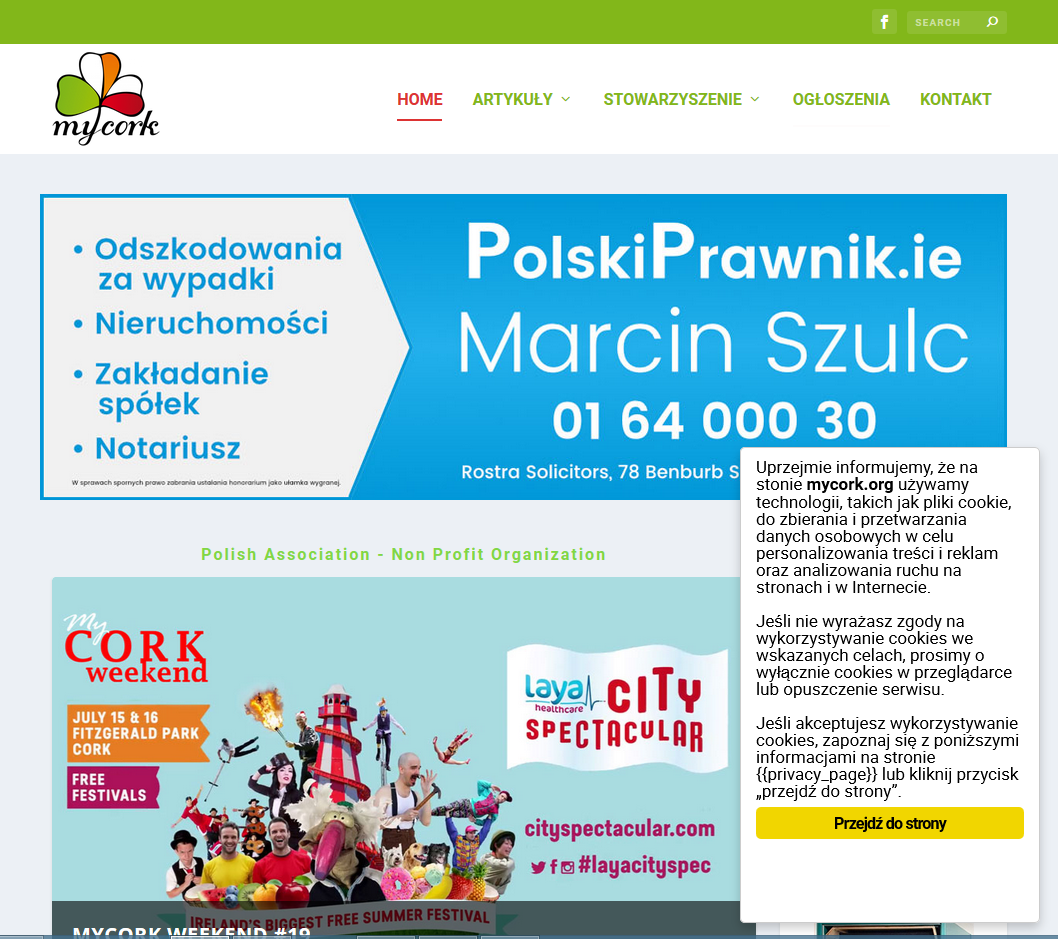 SEARCH
mycork
HOME
ARTYKUŁY
STOWARZYSZENIE
OGŁOSZENIA
KONTAKT
• Odszkodowania
za wypadki
• Nieruchomości
• Zakładanie
spółek
• Notariusz
W sprawach spornych prawo zabrania ustalania honorarium jako ułamka wygranej.
PolskiPrawnik.ie
Marcin Szulc
01 64 000 30
Rostra Solicitors, 78 Benburb
Polish Association - Non Profit Organization
My
CORK
weekend
JULY 15 & 16
FITZGERALD PARK
CORK
FREE
FESTIVALS
laya
healthcare
CITY
SPECTACULAR
cityspectacular.com
#layacityspec
IRELAND'S BIGGEST FREE SUMMER FESTIVAL
MYCORK WEEKEND #19
Uprzejmie informujemy, że na
stonie mycork.org używamy
technologii, takich jak pliki cookie,
do zbierania i przetwarzania
danych osobowych w celu
personalizowania treści i reklam
oraz analizowania ruchu na
stronach i w Internecie.
Jeśli nie wyrażasz zgody na
wykorzystywanie cookies we
wskazanych celach, prosimy o
wyłącznie cookies w przeglądarce
lub opuszczenie serwisu.
Jeśli akceptujesz wykorzystywanie
cookies, zapoznaj się z poniższymi
informacjami na stronie
{{privacy_page}} lub kliknij przycisk
„przejdź do strony”.
Przejdź do strony